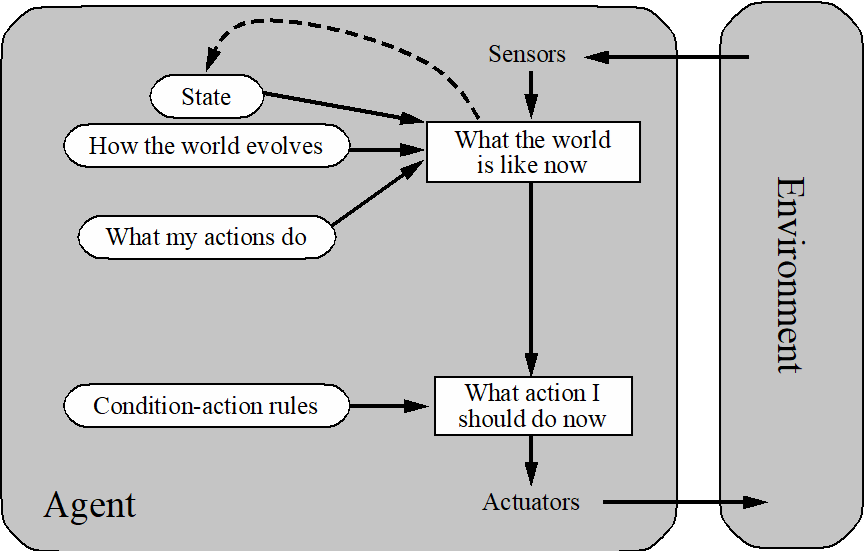 Sensors
State
How the world evolves
What the world
is like now
What my actions do
Environment
Condition-action rules
What action I
should do now
Agent
Actuators